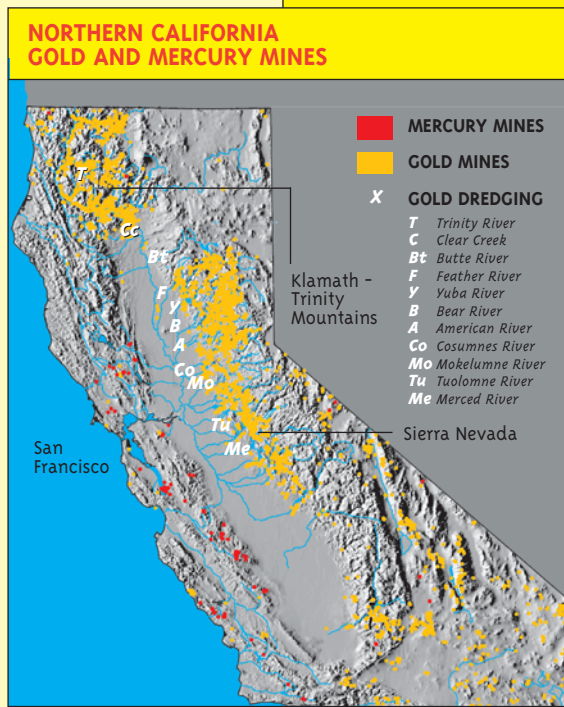 NORTHERN CALIFORNIA
GOLD AND MERCURY MINES
MERCURY MINES
GOLD MINES
X GOLD DREDGING
T Trinity River
C Clear Creek
Bt Butte River
F Feather River
Y Yuba River
B Bear River
A American River
Co Cosumnes River
Mo Mokelumne River
Tu Tuolomne River
Me Merced River
T
Cc
Bt
F
Y
B
A
Co
Mo
Tu
Me
Klamath -
Trinity
Mountains
Sierra Nevada
San
Francisco